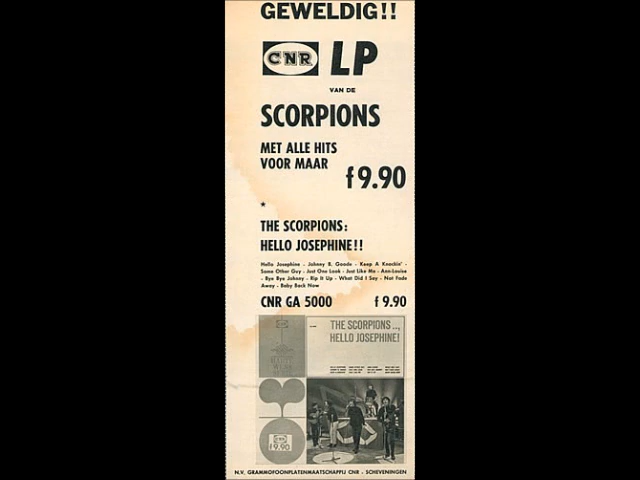 GEWELDIG!!
CNR LP
VAN DE
SCORPIONS
MET ALLE HITS
VOOR MAAR
f 9.90
*
THE SCORPIONS:
HELLO JOSEPHINE!!
Hello Josephine - Johnny B. Goode - Keep A Knockin' -
Some Other Guy - Just One Look - Just Like Me - Ann-Louise
- Bye Bye Johnny - Rip It Up - What Did I Say - Not Fade
Away - Baby Back Now
CNR GA 5000 f 9.90
CNR
THE SCORPIONS ...,
HELLO JOSEPHINE!
CNR
f 9.90
N.V. GRAMMOFOONPLATENMAATSCHAPPIJ CNR - SCHEVENINGEN